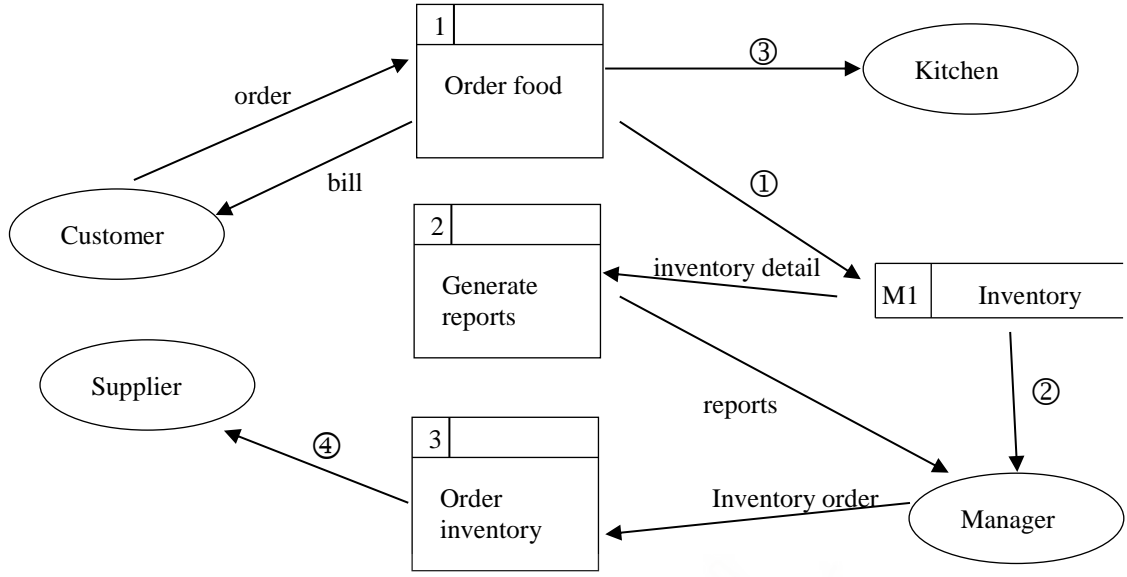 1
Order food
③
Kitchen
order
bill
①
Customer
2
Generate
reports
inventory detail
M1
Inventory
Supplier
reports
②
④
3
Order
inventory
Inventory order
Manager